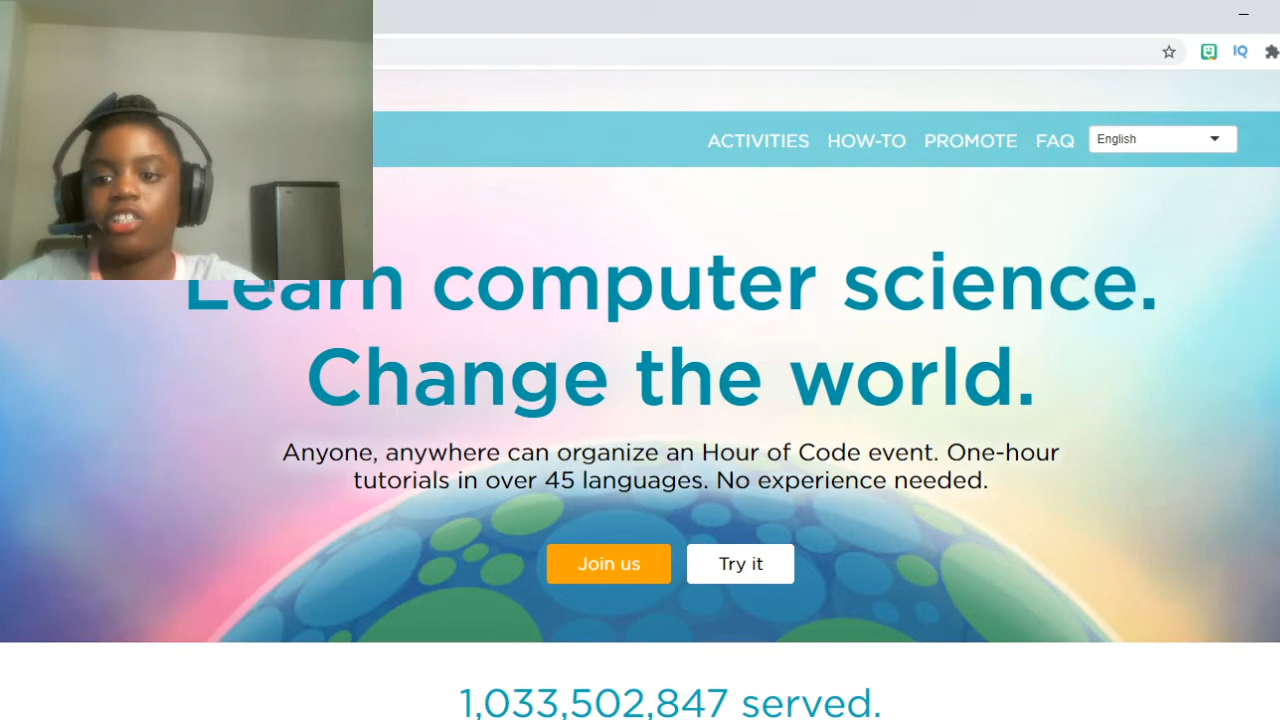 IQ
ACTIVITIES HOW-TO PROMOTE FAQ English
Learn computer science.
Change the world.
Anyone, anywhere can organize an Hour of Code event. One-hour
tutorials in over 45 languages. No experience needed.
Join us Try it
1,033,502,847 served.